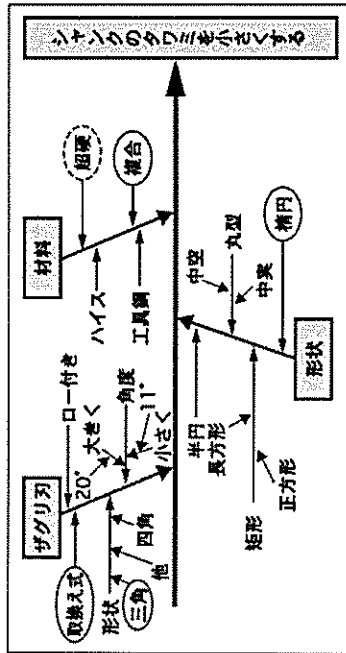 シャンクのタワミを小さくする
ザグリ刃
取換え式
ロー付き
20°
大きく
角度
11°
小さく
形状
四角
他
三角
材料
超硬
ハイス
複合
工具鋼
形状
半円
長方形
矩形
正方形
中空
丸型
中実
楕円